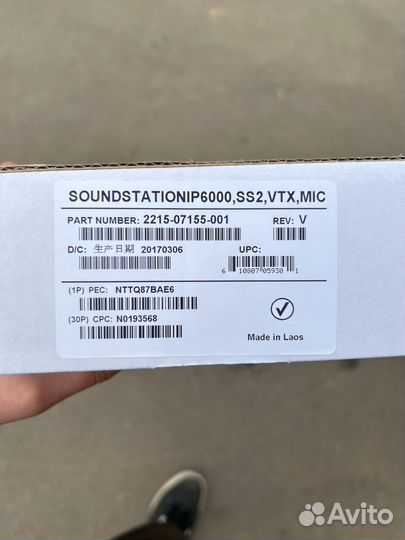 SOUNDSTATIONIP6000,SS2,VTX,MIC
PART NUMBER: 2215-07155-001 REV: V
D/C: 生产日期 20170306 UPC:
6 10807 05930 1
(1P) PEC: NTTQ87BAE6
(30P) CPC: N0193568
Made in Laos
Avito